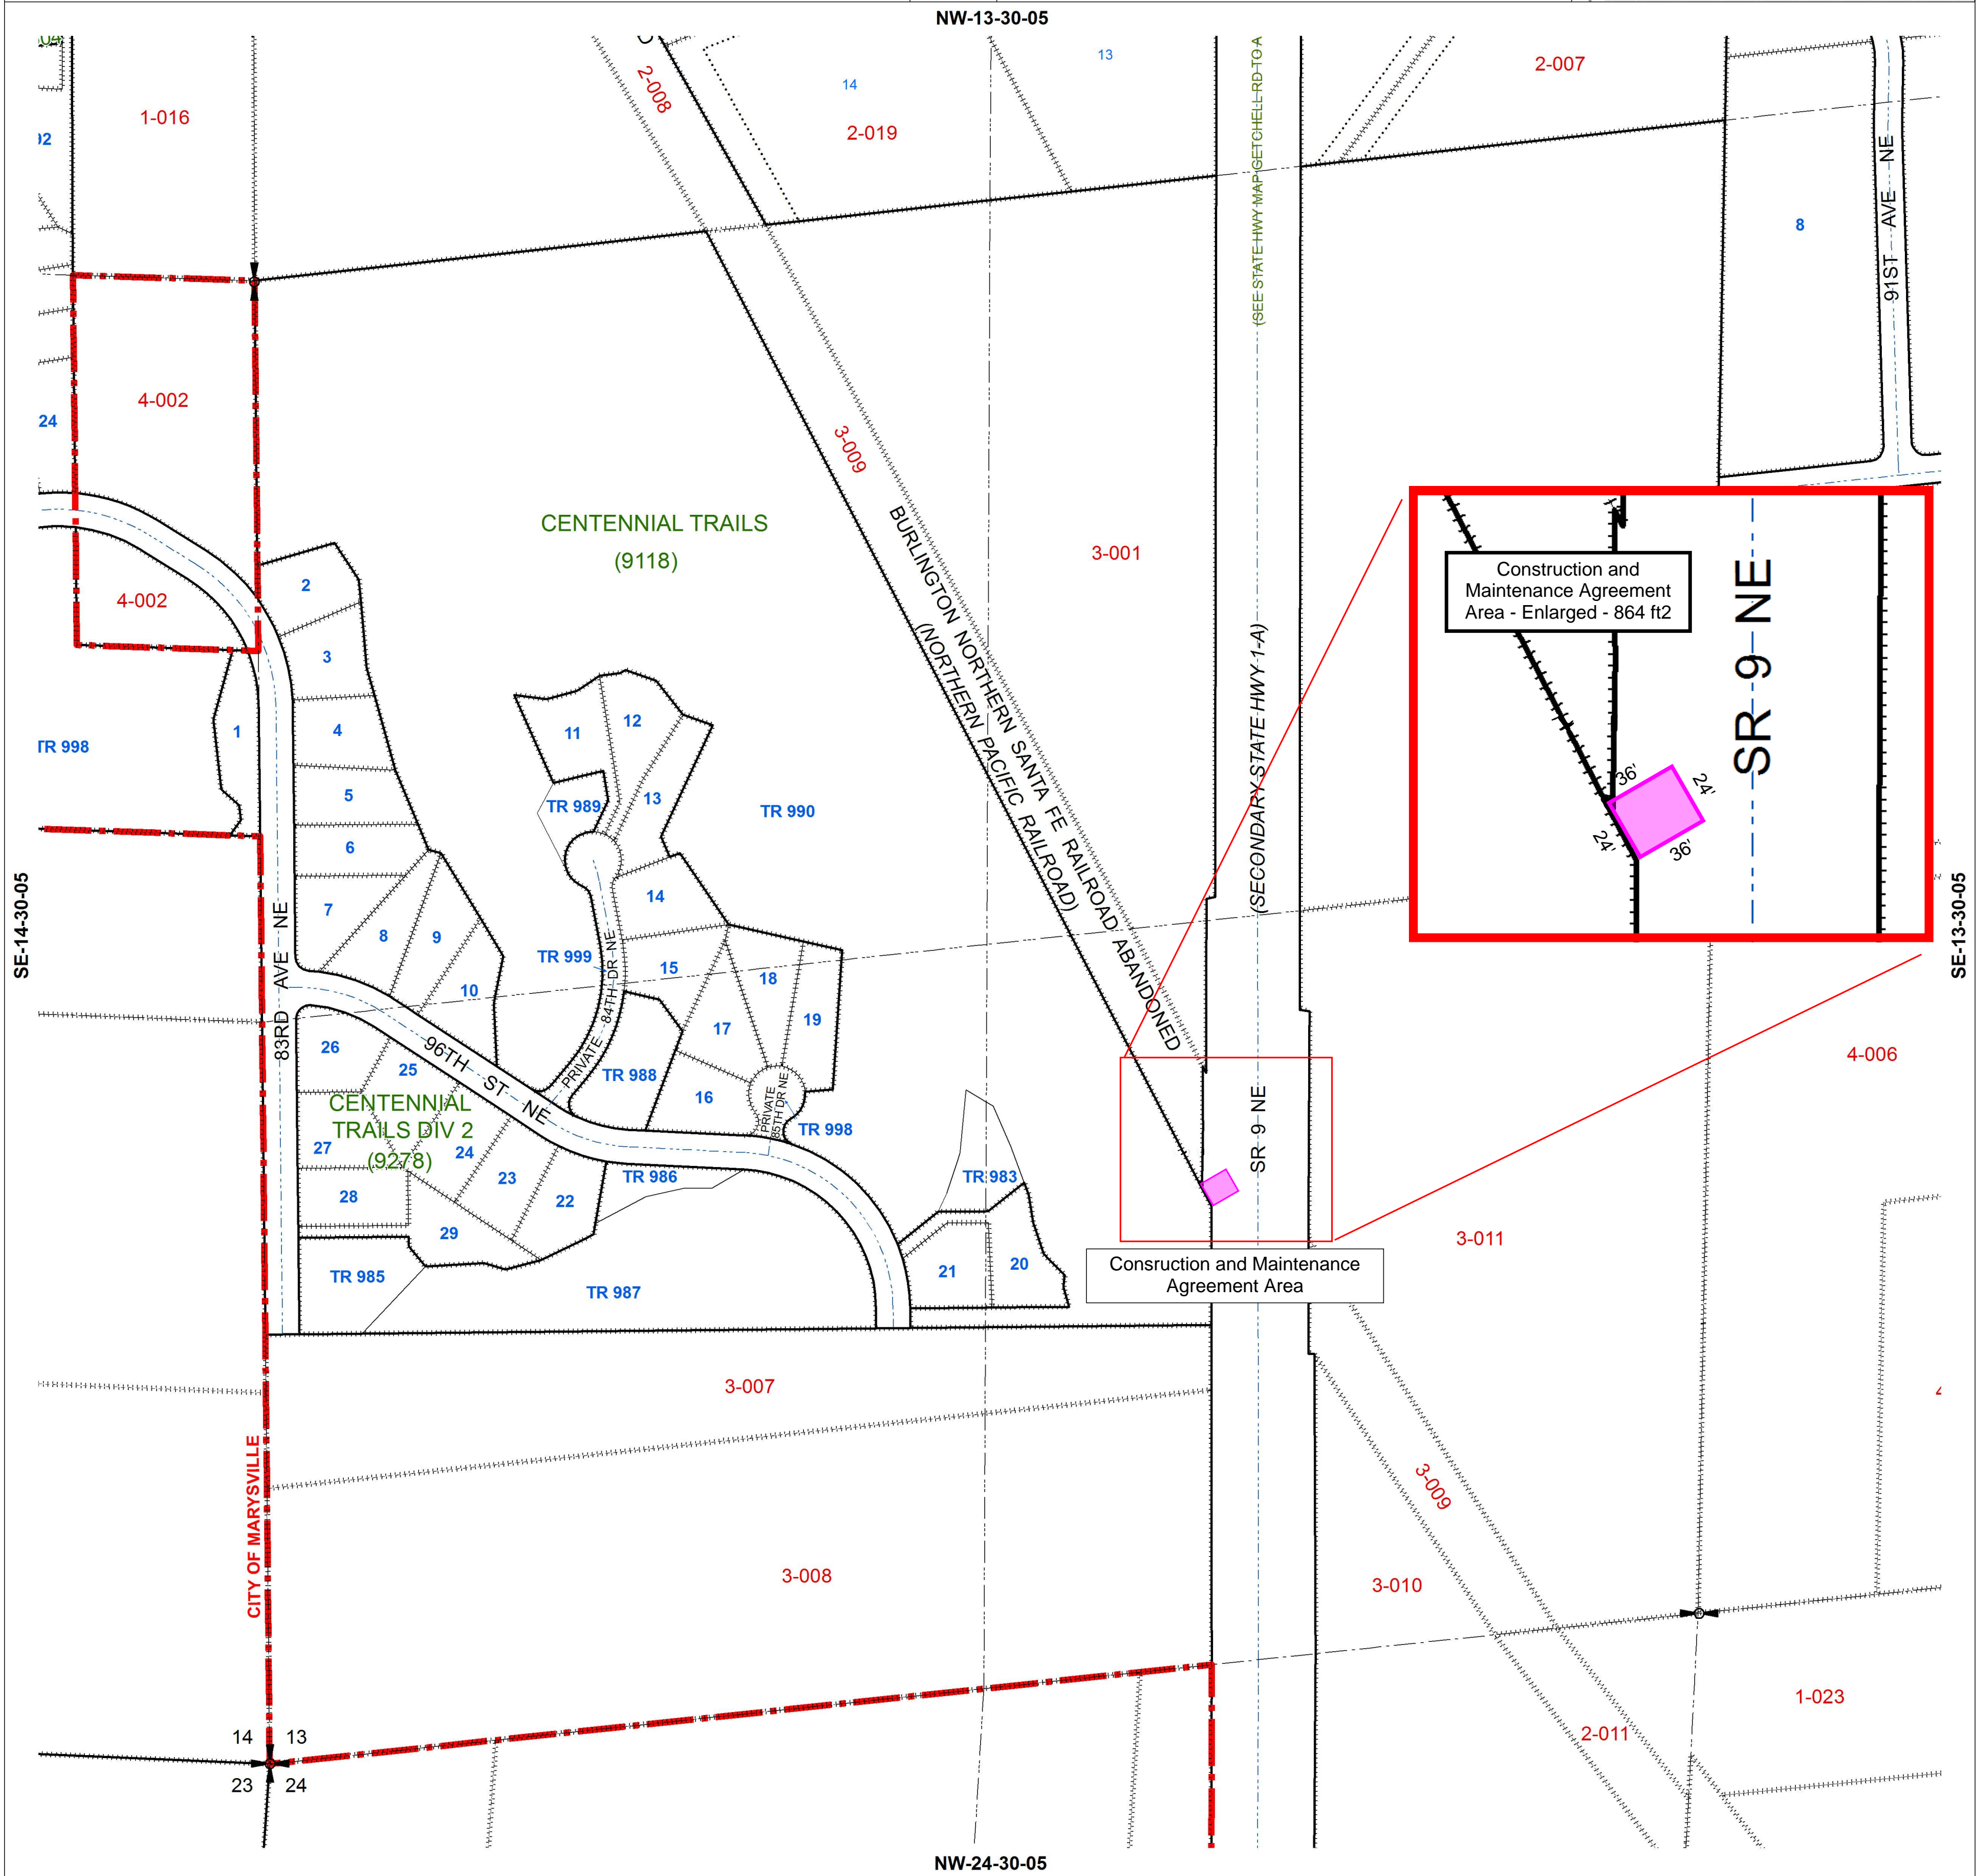 NW-13-30-05
(SEE STATE HWY MAP GETCHELL RD TO A
2-008
13
14
2-019
2-007
1-016
91ST AVE NE
8
4-002
24
3-009
CENTENNIAL TRAILS
(9118)
3-001
BURLINGTON NORTHERN SANTA FE RAILROAD ABANDONED
(NORTHERN PACIFIC RAILROAD)
(SECONDARY STATE HWY 1-A)
Construction and
Maintenance Agreement
Area - Enlarged - 864 ft2
SR 9 NE
36'
24'
24'
36'
4-002
2
3
1
4
TR 998
5
6
7
8
9
10
11
12
13
TR 989
TR 990
14
15
TR 999
PRIVATE 84TH DR NE
18
19
17
16
TR 988
PRIVATE
85TH DR NE
TR 998
SE-14-30-05
SE-13-30-05
83RD AVE NE
96TH ST NE
26
25
CENTENNIAL
TRAILS DIV 2
(9278)
27
24
23
22
28
29
TR 986
TR 985
TR 987
TR 983
21
20
SR 9 NE
4-006
3-011
Consruction and Maintenance
Agreement Area
3-007
3-008
CITY OF MARYSVILLE
3-009
3-010
2-011
1-023
14
13
23
24
NW-24-30-05